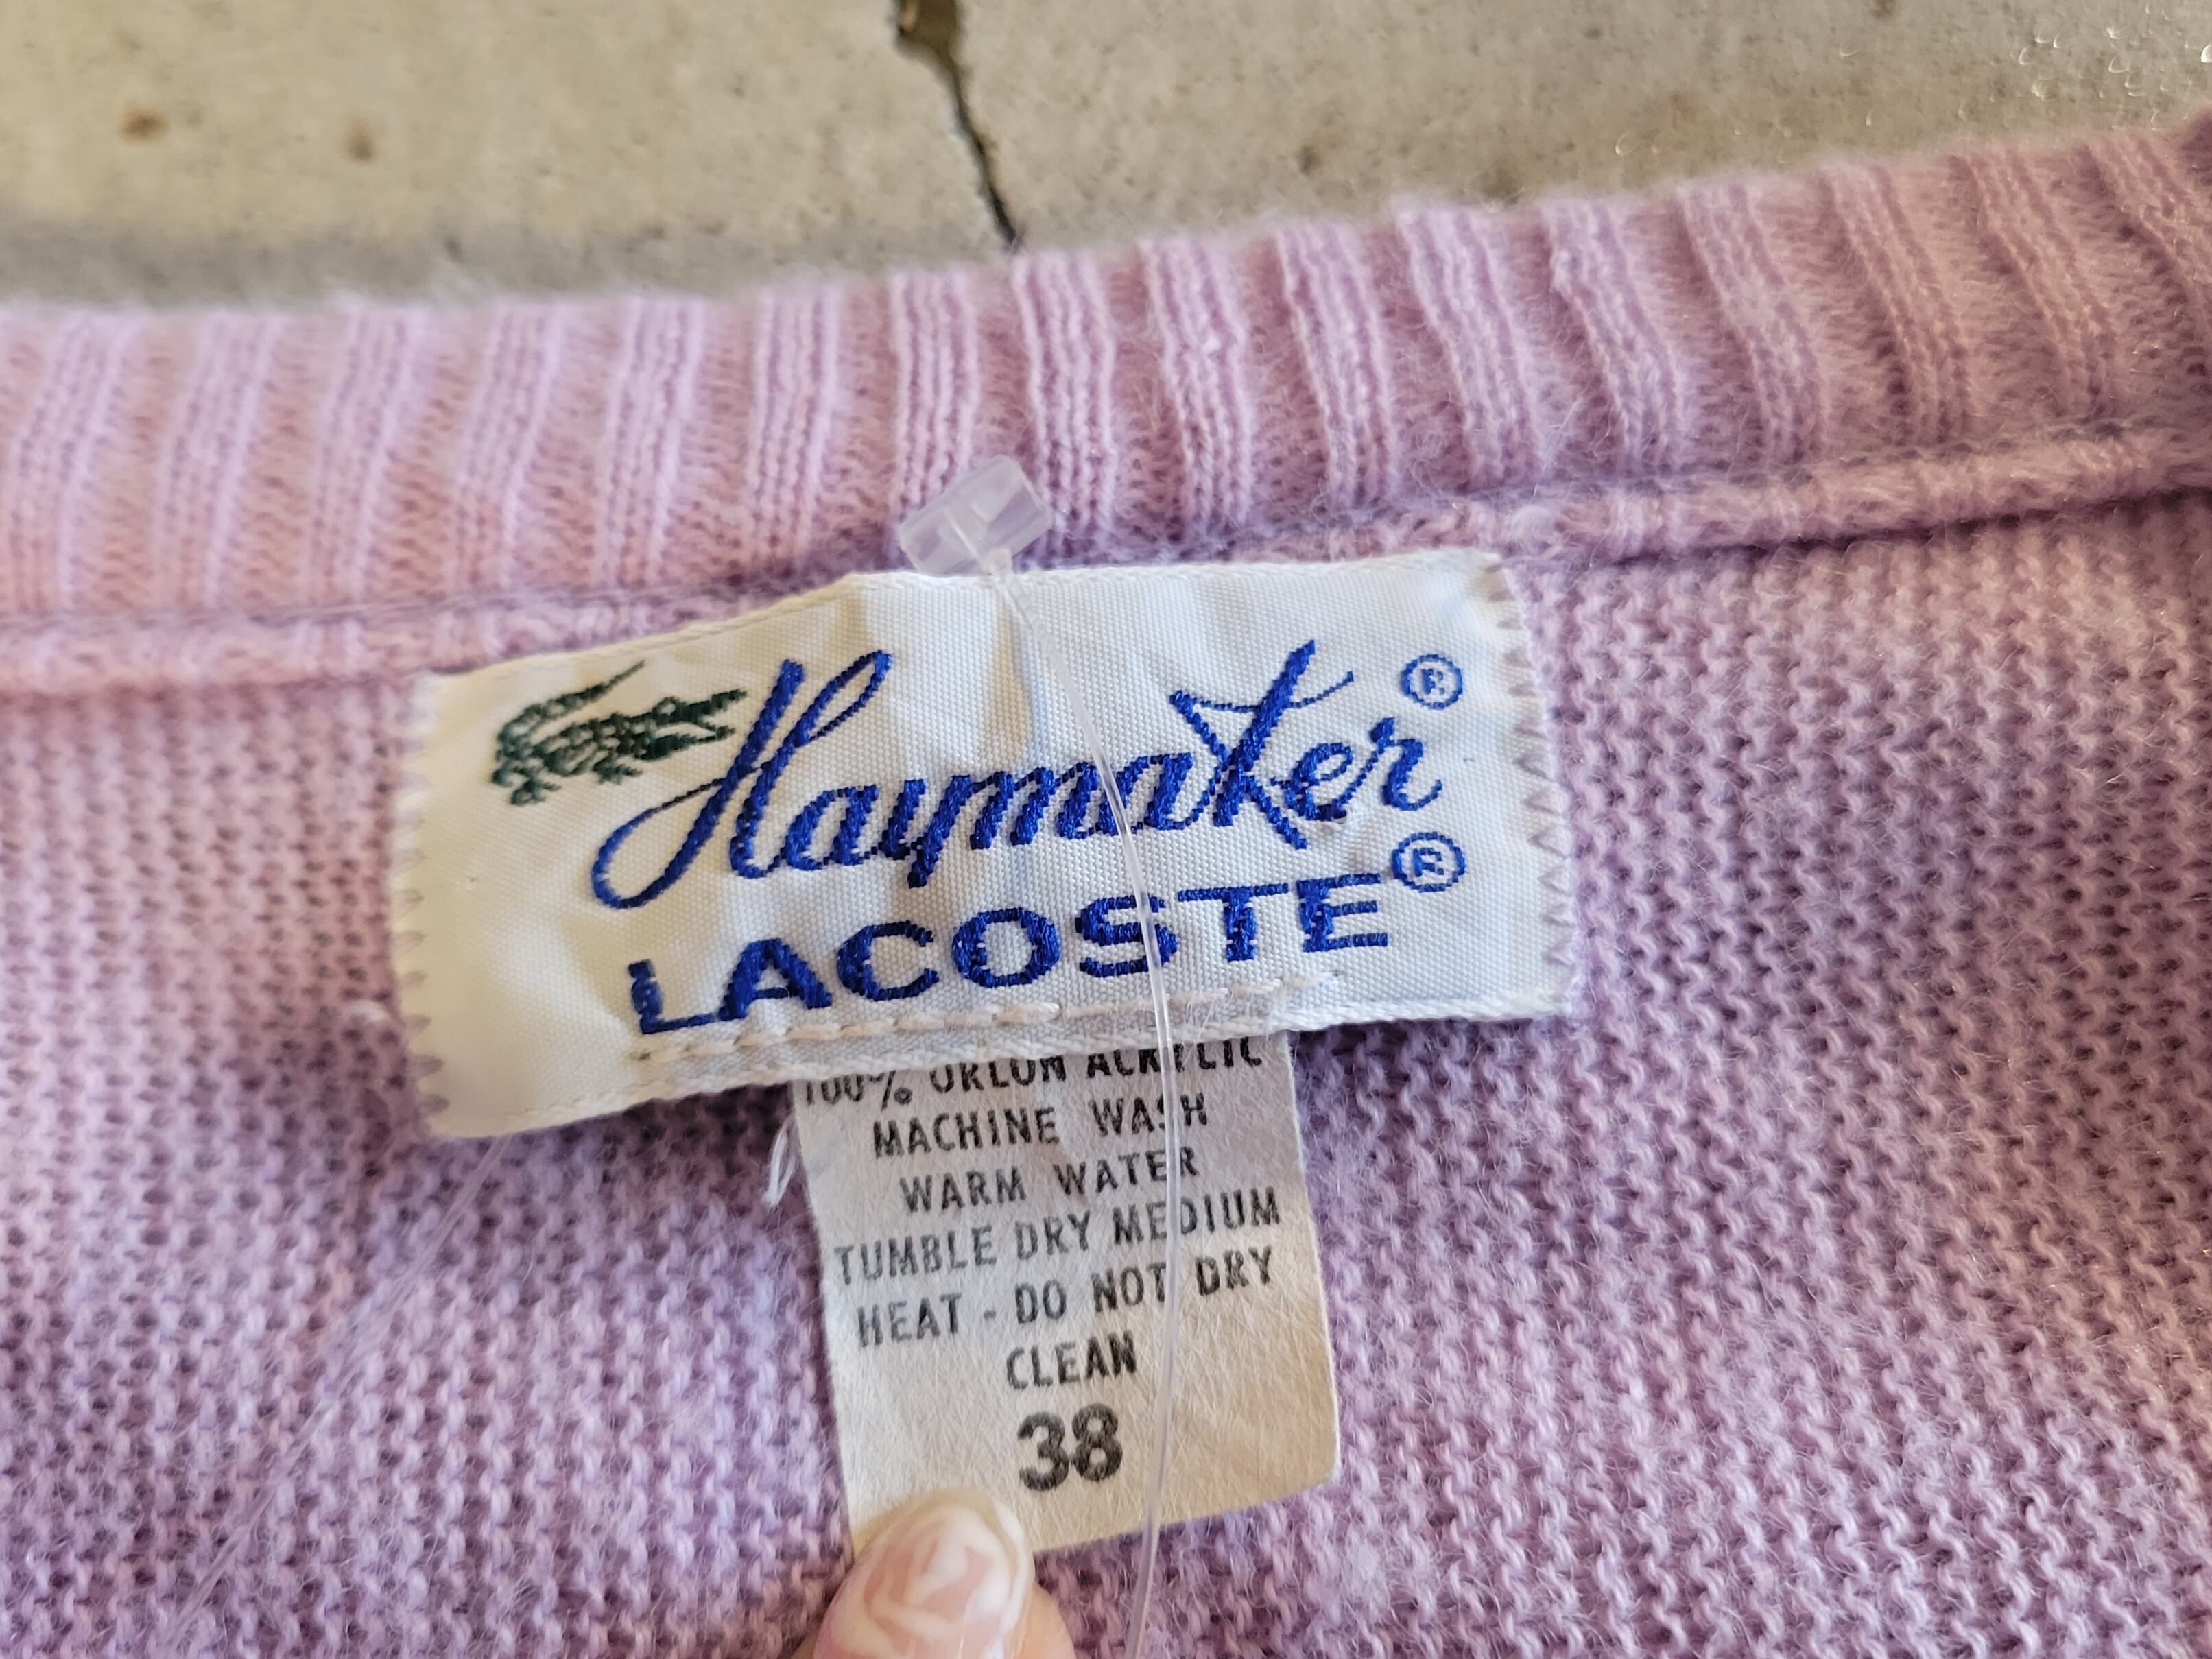 Haymaker ®
LACOSTE ®
100% ORLON ACRYLIC
MACHINE WASH
WARM WATER
TUMBLE DRY MEDIUM
HEAT - DO NOT DRY
CLEAN
38